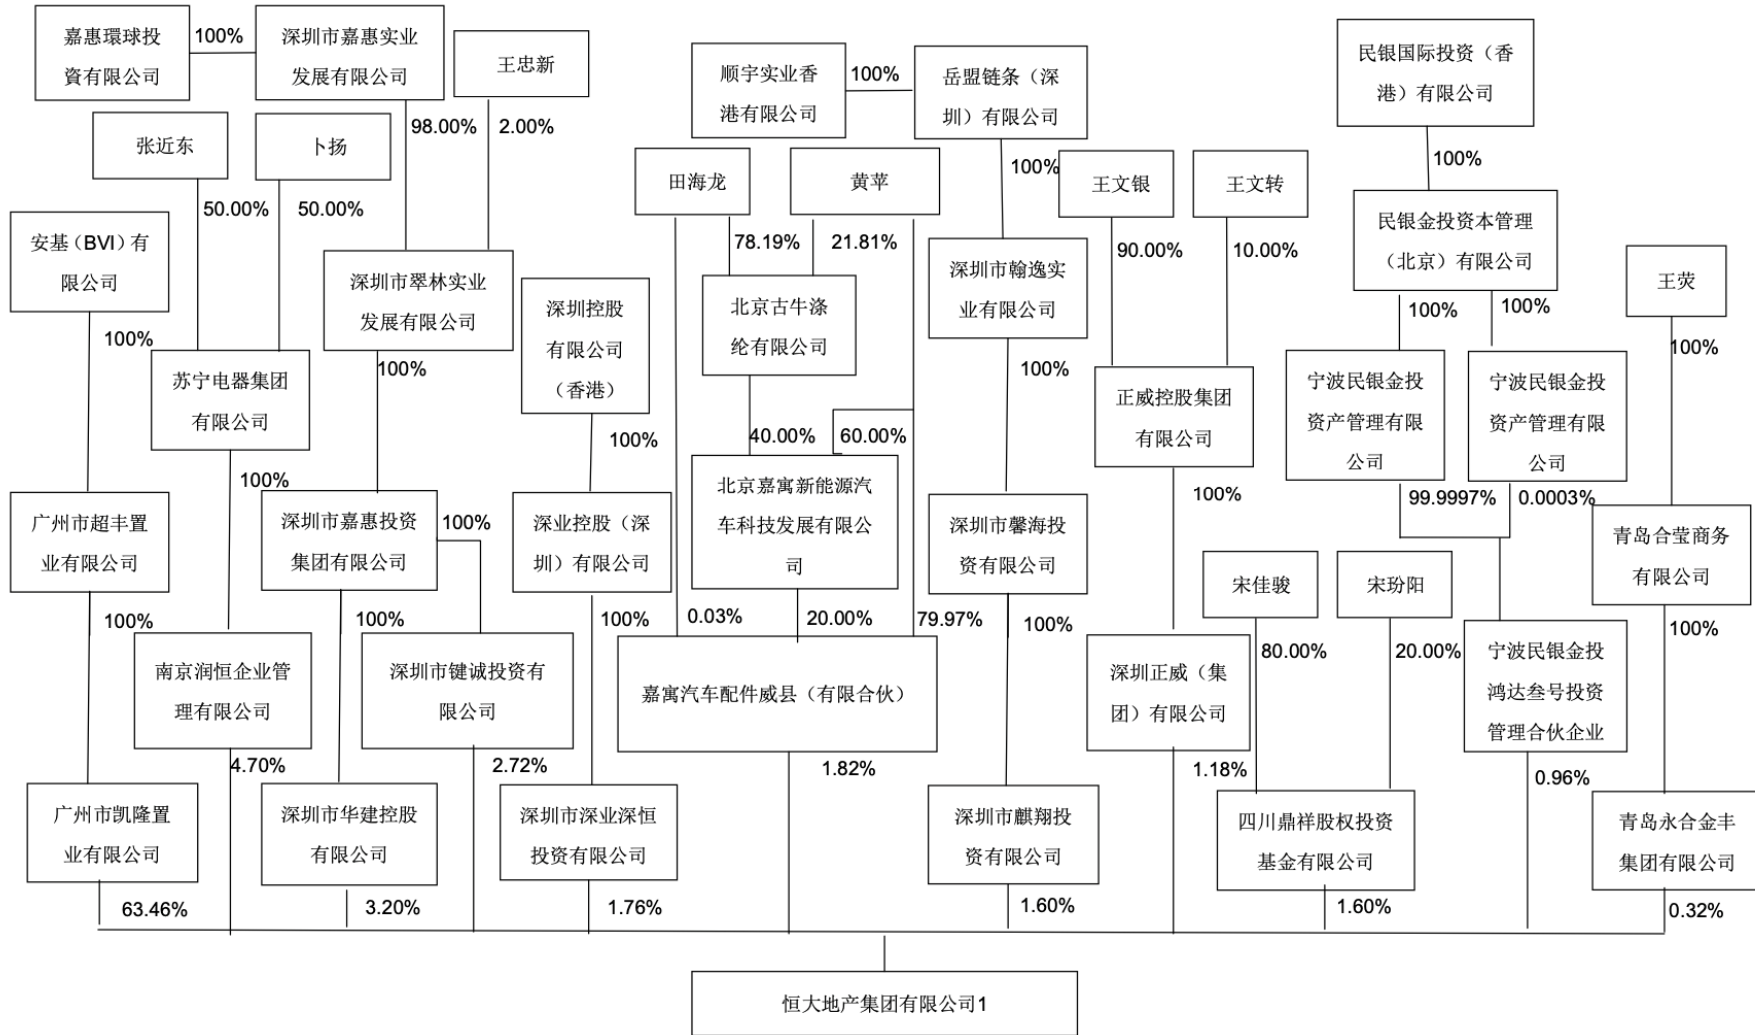 嘉惠環球投
資有限公司
100%
深圳市嘉惠实业
发展有限公司
王忠新
顺宇实业香
港有限公司
100%
岳盟链条（深
圳）有限公司
民银国际投资（香
港）有限公司
张近东
卜扬
98.00%
2.00%
田海龙
黄苹
100%
王文银
王文转
100%
安基（BVI）有
限公司
50.00%
50.00%
深圳市翠林实业
发展有限公司
深圳控股
有限公司
（香港）
78.19%
21.81%
北京古牛涤
纶有限公司
深圳市翰逸实
业有限公司
90.00%
10.00%
民银金投资本管理
（北京）有限公司
王荧
100%
苏宁电器集团
有限公司
100%
100%
正威控股集团
有限公司
100%
100%
宁波民银金投
资产管理有限
公司
宁波民银金投
资产管理有限
公司
100%
100%
100%
40.00%
60.00%
广州市超丰置
业有限公司
深圳市嘉惠投资
集团有限公司
100%
深业控股（深
圳）有限公司
北京嘉寓新能源汽
车科技发展有限公
司
深圳市馨海投
资有限公司
100%
99.9997%
0.0003%
青岛合莹商务
有限公司
宋佳骏
宋玢阳
100%
100%
100%
0.03%
20.00%
79.97%
100%
100%
南京润恒企业管
理有限公司
深圳市键诚投资有
限公司
嘉寓汽车配件威县（有限合伙）
深圳正威（集
团）有限公司
80.00%
20.00%
宁波民银金投
鸿达叁号投资
管理合伙企业
4.70%
2.72%
1.82%
1.18%
0.96%
广州市凯隆置
业有限公司
深圳市华建控股
有限公司
深圳市深业深恒
投资有限公司
深圳市麒翔投
资有限公司
四川鼎祥股权投资
基金有限公司
青岛永合金丰
集团有限公司
63.46%
3.20%
1.76%
1.60%
1.60%
0.32%
恒大地产集团有限公司1